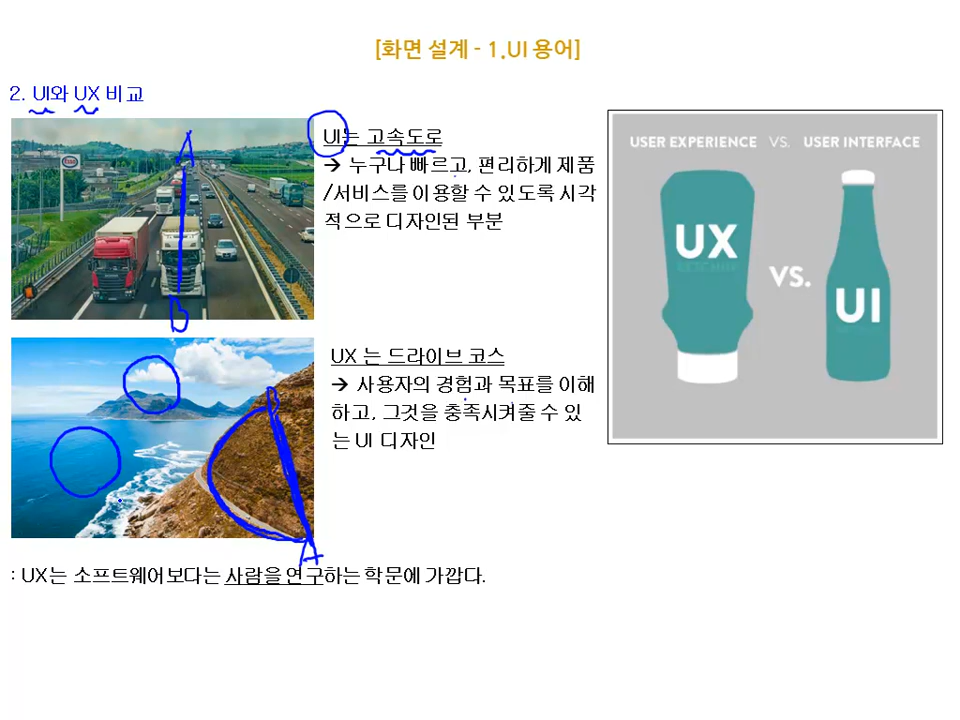 [화면 설계 - 1.UI 용어]
2. UI와 UX 비교
Esso
A
B
UI는 고속도로
→ 누구나 빠르고, 편리하게 제품
/서비스를 이용할 수 있도록 시각
적으로 디자인된 부분
USER EXPERIENCE VS. USER INTERFACE
UX
KETCHUP
VS.
UI
UX 는 드라이브 코스
→ 사용자의 경험과 목표를 이해
하고, 그것을 충족시켜줄 수 있
는 UI 디자인
B
A
: UX는 소프트웨어보다는 사람을 연구하는 학문에 가깝다.